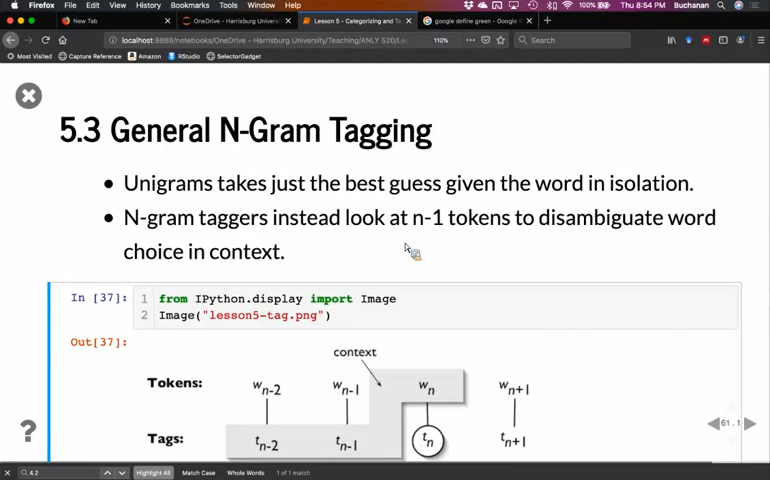 Firefox File Edit View History Bookmarks Tools Window Help 100% Thu 8:54 PM Buchanan
New Tab × OneDrive - Harrisburg Universi × Lesson 5 - Categorizing and Ta × google define green - Google S × +
localhost:8888/notebooks/OneDrive - Harrisburg University/Teaching/ANLY 520/Le 110% Search
Most Visited Capture Reference Amazon RStudio SelectorGadget
5.3 General N-Gram Tagging
• Unigrams takes just the best guess given the word in isolation.
• N-gram taggers instead look at n-1 tokens to disambiguate word
choice in context.
In [37]: 1 from IPython.display import Image
2 Image("lesson5-tag.png")
Out[37]:
context
Tokens: wn-2 wn-1 wn wn+1
Tags: tn-2 tn-1 tn tn+1
61.1
?
× 4.2 Highlight All Match Case Whole Words 1 of 1 match